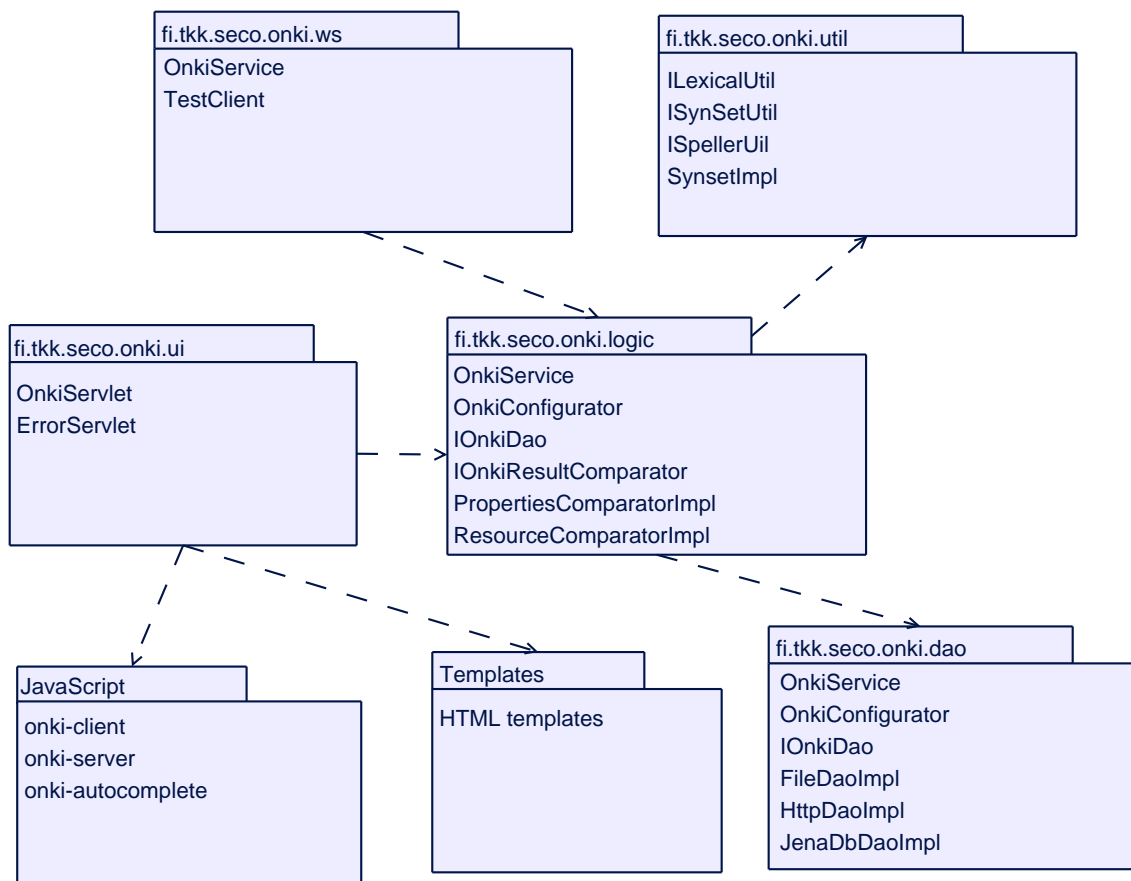 fi.tkk.seco.onki.ws
OnkiService
TestClient
fi.tkk.seco.onki.util
ILexicalUtil
ISynSetUtil
ISpellerUil
SynsetImpl
fi.tkk.seco.onki.ui
OnkiServlet
ErrorServlet
fi.tkk.seco.onki.logic
OnkiService
OnkiConfigurator
IOnkiDao
IOnkiResultComparator
PropertiesComparatorImpl
ResourceComparatorImpl
JavaScript
onki-client
onki-server
onki-autocomplete
Templates
HTML templates
fi.tkk.seco.onki.dao
OnkiService
OnkiConfigurator
IOnkiDao
FileDaoImpl
HttpDaoImpl
JenaDbDaoImpl